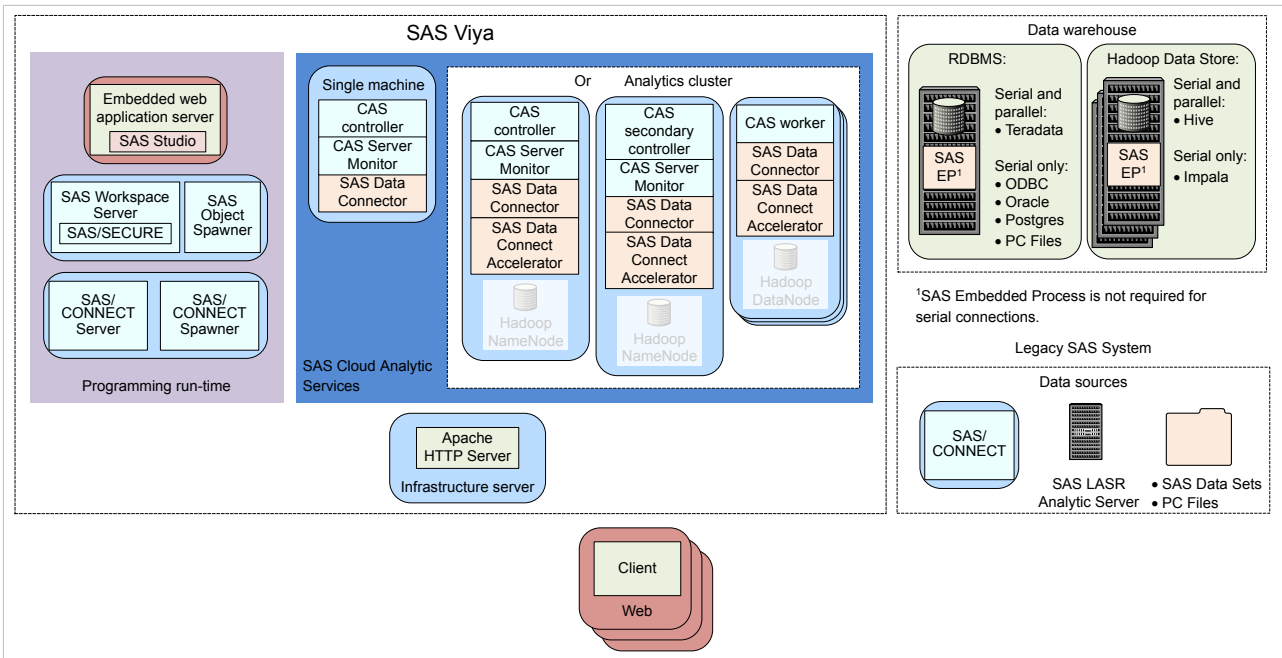 SAS Viya
Embedded web
application server
SAS Studio
SAS Workspace
Server
SAS/SECURE
SAS
Object
Spawner
SAS/
CONNECT
Server
SAS/
CONNECT
Spawner
Programming run-time
Single machine
CAS
controller
CAS Server
Monitor
SAS Data
Connector
SAS Cloud Analytic
Services
Or
Analytics cluster
CAS
controller
CAS Server
Monitor
SAS Data
Connector
SAS Data
Connect
Accelerator
Hadoop
NameNode
CAS
secondary
controller
CAS Server
Monitor
SAS Data
Connector
SAS Data
Connect
Accelerator
Hadoop
NameNode
CAS worker
SAS Data
Connector
SAS Data
Connect
Accelerator
Hadoop
DataNode
Apache
HTTP Server
Infrastructure server
Data warehouse
RDBMS:
SAS
EP¹
Serial and
parallel:
• Teradata
Serial only:
• ODBC
• Oracle
• Postgres
• PC Files
Hadoop Data Store:
SAS
EP¹
Serial and
parallel:
• Hive
Serial only:
• Impala
¹SAS Embedded Process is not required for
serial connections.
Legacy SAS System
Data sources
SAS/
CONNECT
SAS LASR
Analytic Server
• SAS Data Sets
• PC Files
Client
Web